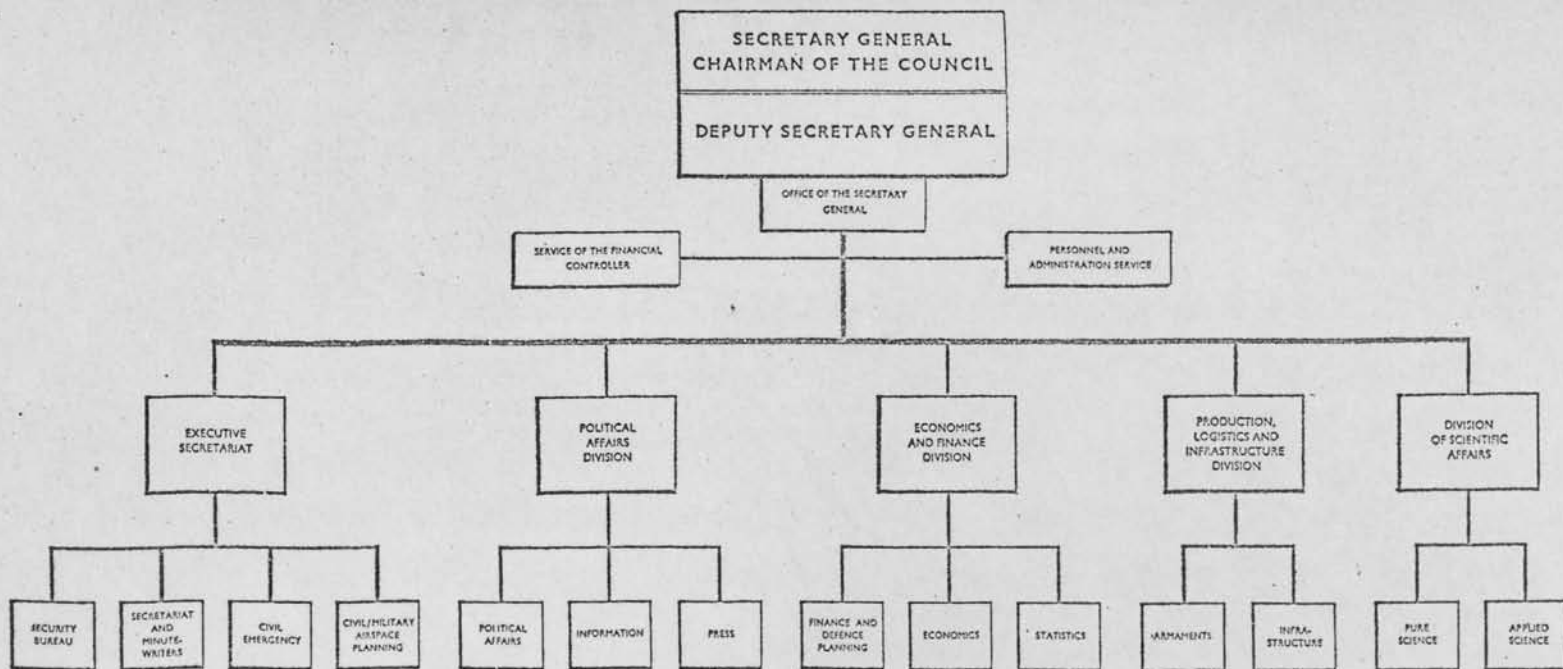 SECRETARY GENERAL
CHAIRMAN OF THE COUNCIL
DEPUTY SECRETARY GENERAL
OFFICE OF THE SECRETARY
GENERAL
SERVICE OF THE FINANCIAL
CONTROLLER
PERSONNEL AND
ADMINISTRATION SERVICE
EXECUTIVE
SECRETARIAT
POLITICAL
AFFAIRS
DIVISION
ECONOMICS
AND FINANCE
DIVISION
PRODUCTION,
LOGISTICS AND
INFRASTRUCTURE
DIVISION
DIVISION
OF SCIENTIFIC
AFFAIRS
SECURITY
BUREAU
SECRETARIAT
AND
MINUTE-
WRITERS
CIVIL
EMERGENCY
CIVIL/MILITARY
AIRSPACE
PLANNING
POLITICAL
AFFAIRS
INFORMATION
PRESS
FINANCE AND
DEFENCE
PLANNING
ECONOMICS
STATISTICS
ARMAMENTS
INFRA-
STRUCTURE
PURE
SCIENCE
APPLIED
SCIENCE